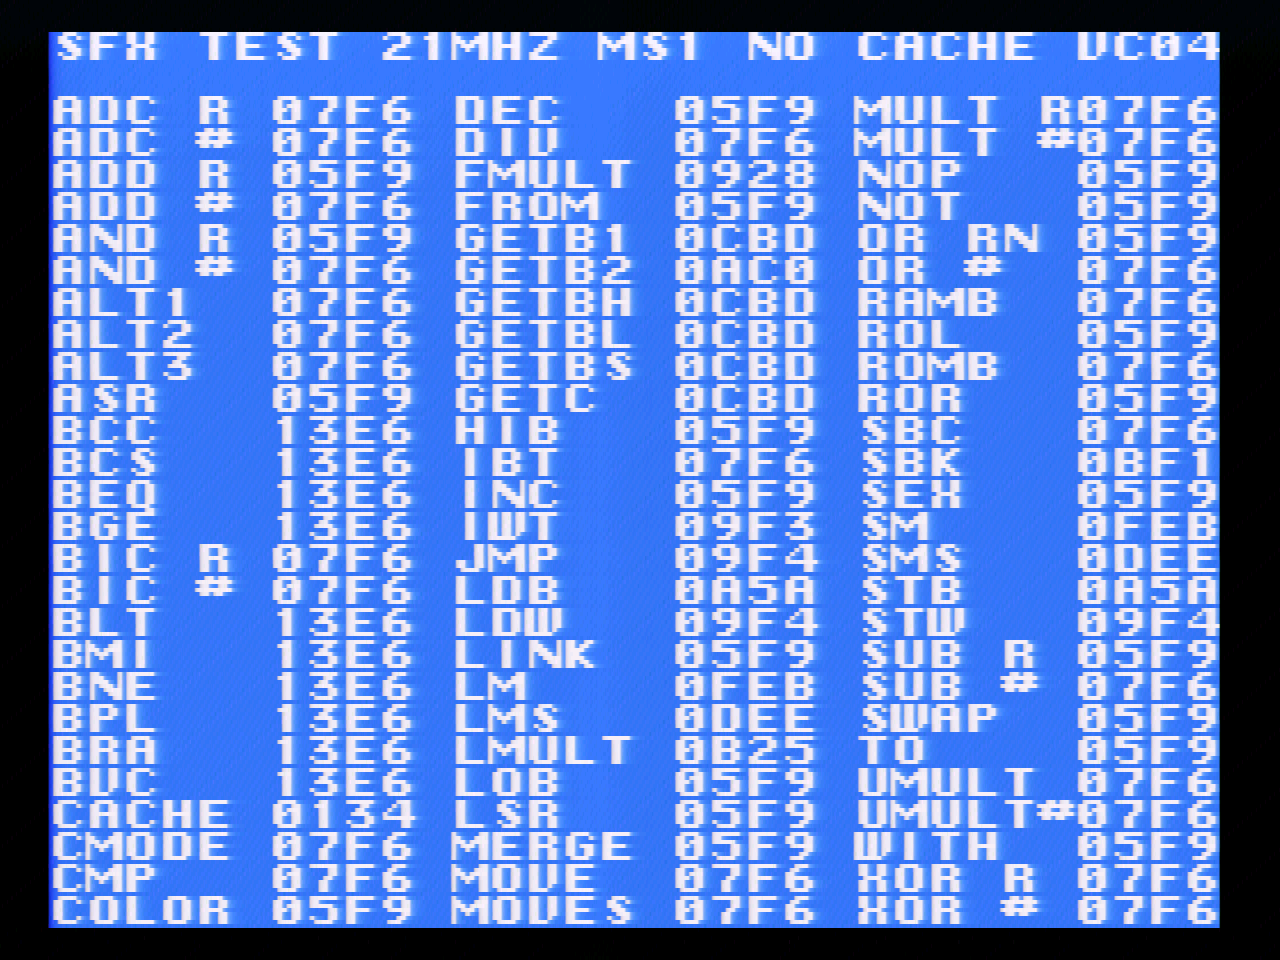 SFX TEST 21MHZ MS1 NO CACHE VC04
ADC R 07F6 DEC 05F9 MULT R07F6
ADC # 07F6 DIV 07F6 MULT #07F6
ADD R 05F9 FMULT 0928 NOP 05F9
ADD # 07F6 FROM 05F9 NOT 05F9
AND R 05F9 GETB1 0CBD OR RN 05F9
AND # 07F6 GETB2 0AC0 OR # 07F6
ALT1 07F6 GETBH 0CBD RAMB 07F6
ALT2 07F6 GETBL 0CBD ROL 05F9
ALT3 07F6 GETBS 0CBD ROMB 07F6
ASR 05F9 GETC 0CBD ROR 05F9
BCC 13E6 HIB 05F9 SBC 07F6
BCS 13E6 IBT 07F6 SBK 0BF1
BEQ 13E6 INC 05F9 SEX 05F9
BGE 13E6 IWT 09F3 SM 0FEB
BIC R 07F6 JMP 09F4 SMS 0DEE
BIC # 07F6 LDB 0A5A STB 0A5A
BLT 13E6 LDW 09F4 STW 09F4
BMI 13E6 LINK 05F9 SUB R 05F9
BNE 13E6 LM 0FEB SUB # 07F6
BPL 13E6 LMS 0DEE SWAP 05F9
BRA 13E6 LMULT 0B25 TO 05F9
BVC 13E6 LOB 05F9 UMULT 07F6
CACHE 0134 LSR 05F9 UMULT#07F6
CMODE 07F6 MERGE 05F9 WITH 05F9
CMP 07F6 MOVE 07F6 XOR R 07F6
COLOR 05F9 MOVES 07F6 XOR # 07F6